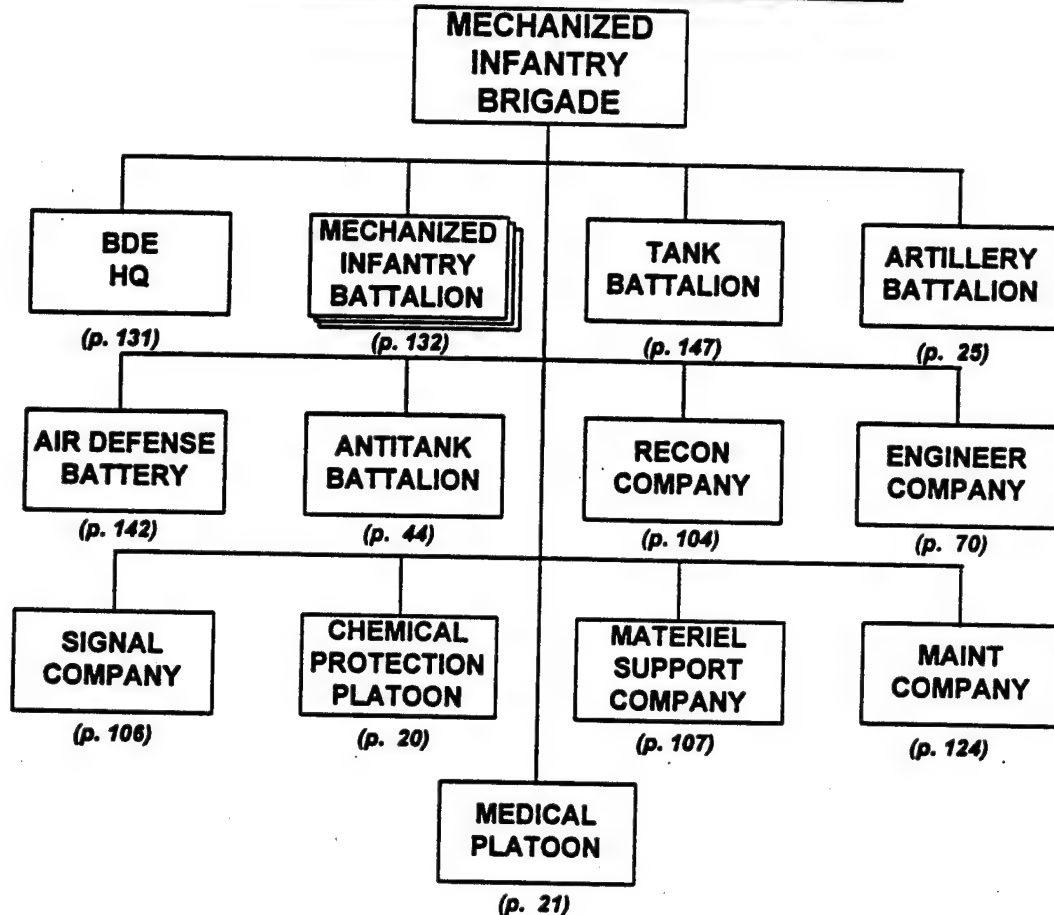 MECHANIZED
INFANTRY
BRIGADE
BDE
HQ
(p. 131)
MECHANIZED
INFANTRY
BATTALION
(p. 132)
TANK
BATTALION
(p. 147)
ARTILLERY
BATTALION
(p. 25)
AIR DEFENSE
BATTERY
(p. 142)
ANTITANK
BATTALION
(p. 44)
RECON
COMPANY
(p. 104)
ENGINEER
COMPANY
(p. 70)
SIGNAL
COMPANY
(p. 106)
CHEMICAL
PROTECTION
PLATOON
(p. 20)
MATERIEL
SUPPORT
COMPANY
(p. 107)
MAINT
COMPANY
(p. 124)
MEDICAL
PLATOON
(p. 21)